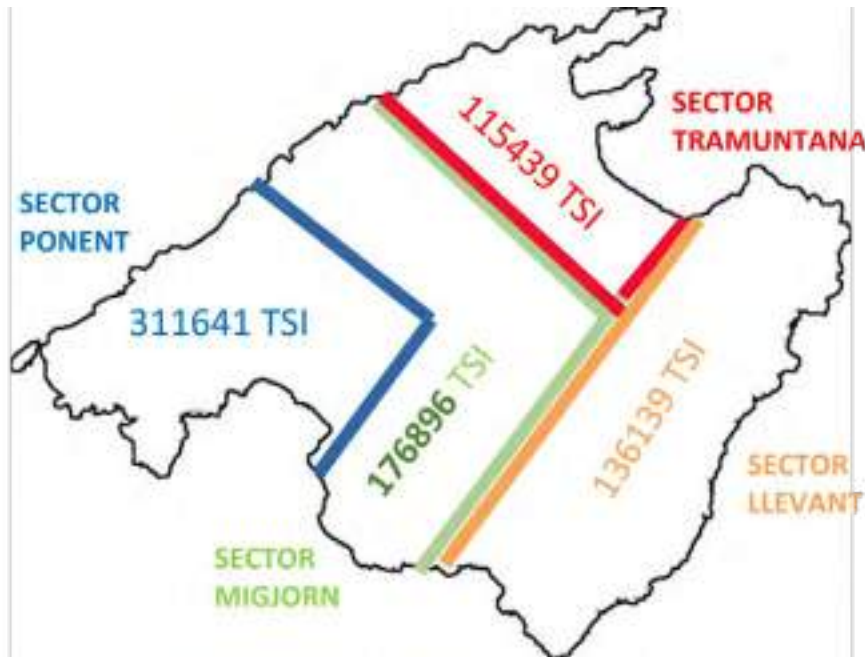 SECTOR
TRAMUNTANA
115439 TSI
SECTOR
PONENT
311641 TSI
176896 TSI
136139 TSI
SECTOR
LLEVANT
SECTOR
MIGJORN